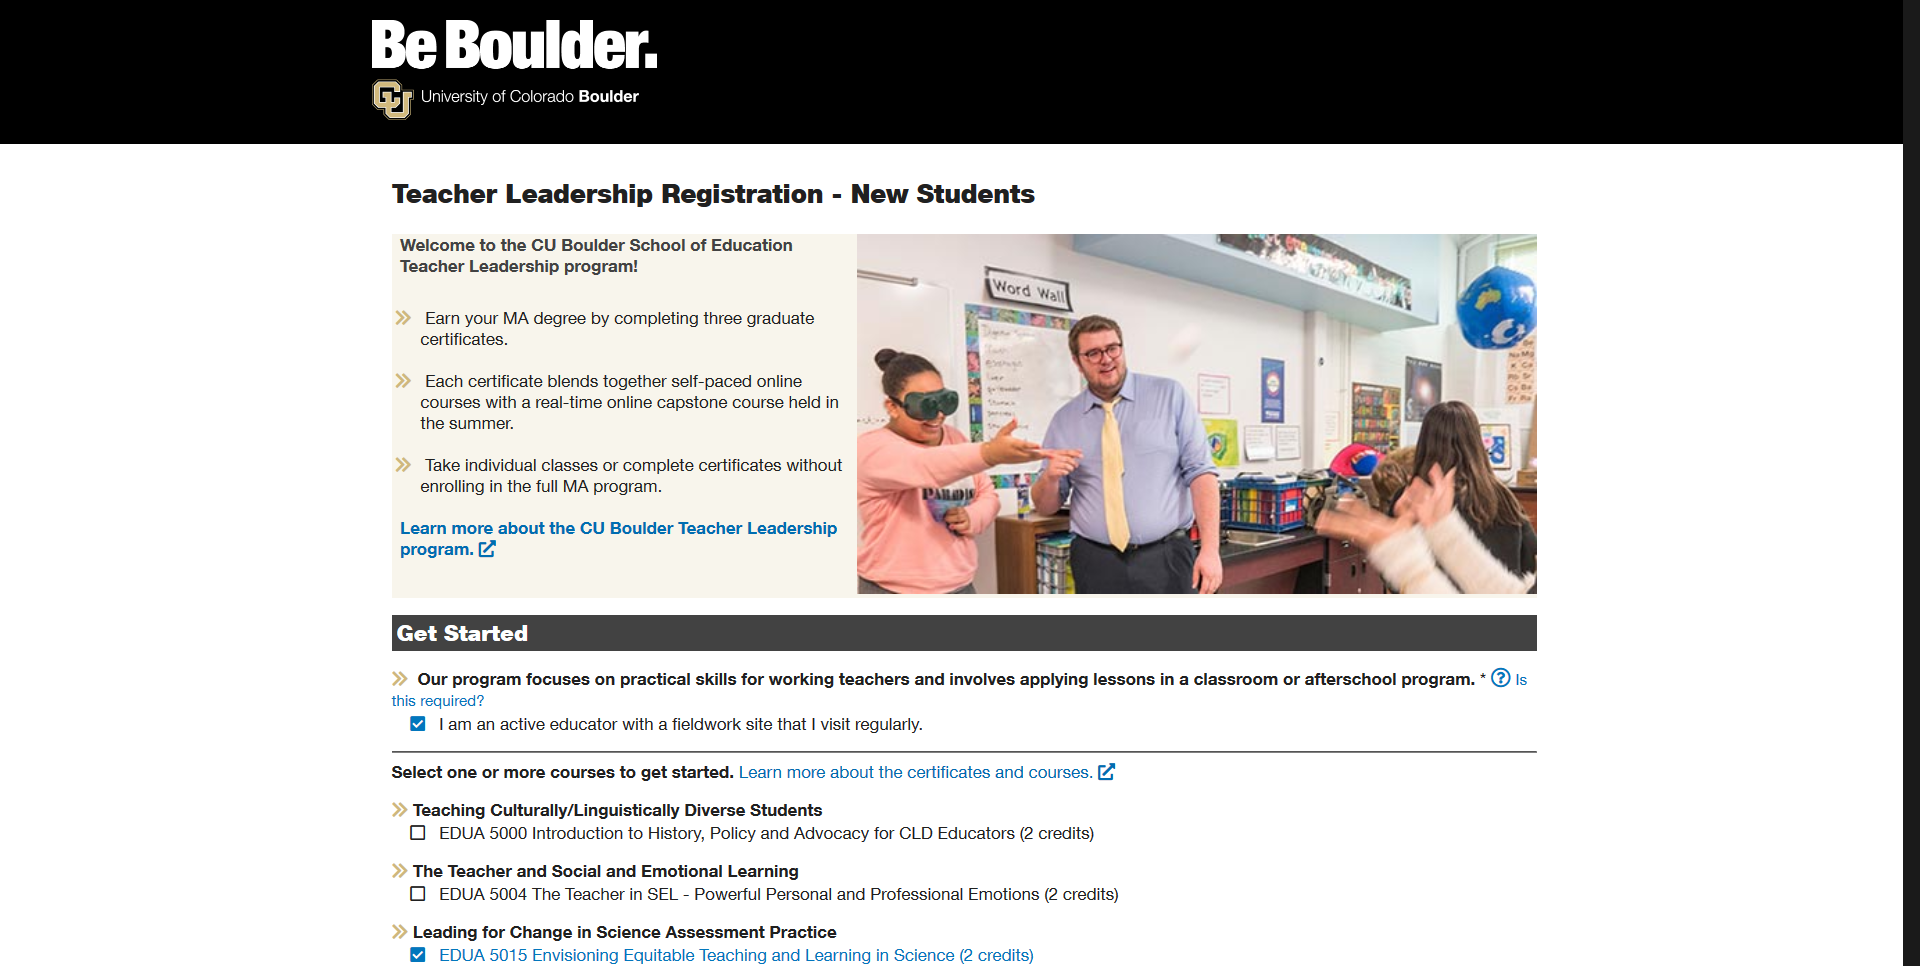 Be Boulder.
CU University of Colorado Boulder
Teacher Leadership Registration - New Students
Welcome to the CU Boulder School of Education
Teacher Leadership program!
Earn your MA degree by completing three graduate
certificates.
Each certificate blends together self-paced online
courses with a real-time online capstone course held in
the summer.
Take individual classes or complete certificates without
enrolling in the full MA program.
Learn more about the CU Boulder Teacher Leadership
program.
Word Wall
Get Started
Our program focuses on practical skills for working teachers and involves applying lessons in a classroom or afterschool program. * Is
this required?
I am an active educator with a fieldwork site that I visit regularly.
Select one or more courses to get started. Learn more about the certificates and courses.
Teaching Culturally/Linguistically Diverse Students
EDUA 5000 Introduction to History, Policy and Advocacy for CLD Educators (2 credits)
The Teacher and Social and Emotional Learning
EDUA 5004 The Teacher in SEL - Powerful Personal and Professional Emotions (2 credits)
Leading for Change in Science Assessment Practice
EDUA 5015 Envisioning Equitable Teaching and Learning in Science (2 credits)